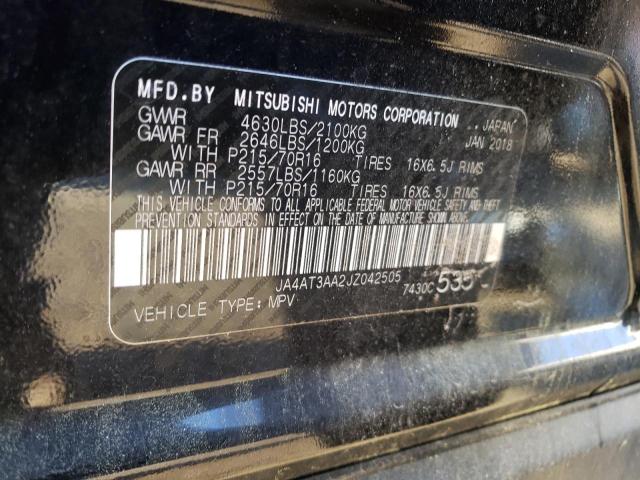 MFD.BY MITSUBISHI MOTORS CORPORATION
GVWR 4630LBS/2100KG JAPAN
GAWR FR 2646LBS/1200KG JAN 2018
WITH P215/70R16 TIRES 16X6.5J RIMS
GAWR RR 2557LBS/1160KG
WITH P215/70R16 TIRES 16X6.5J RIMS
THIS VEHICLE CONFORMS TO ALL APPLICABLE FEDERAL MOTOR VEHICLE SAFETY AND THEFT
PREVENTION STANDARDS IN EFFECT ON THE DATE OF MANUFACTURE SHOWN ABOVE.
JA4AT3AA2JZ042505 7430C 535
VEHICLE TYPE: MPV